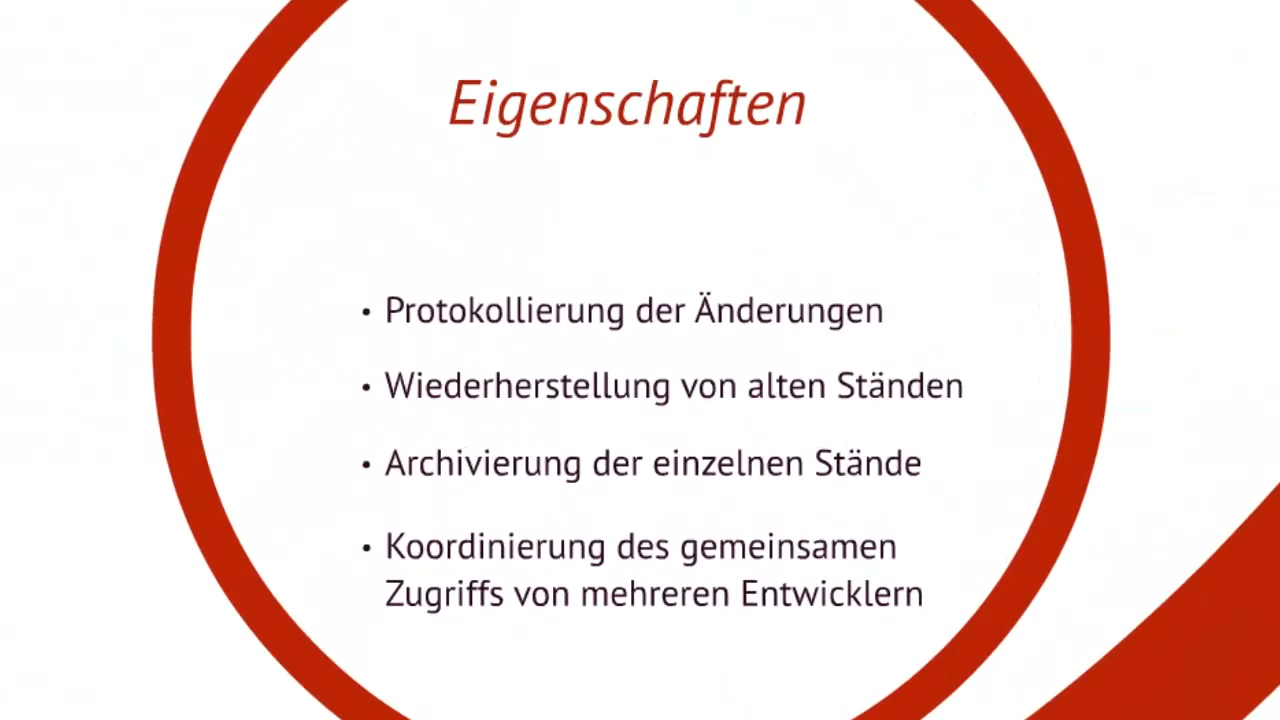 Eigenschaften
• Protokollierung der Änderungen
• Wiederherstellung von alten Ständen
• Archivierung der einzelnen Stände
• Koordinierung des gemeinsamen
Zugriffs von mehreren Entwicklern